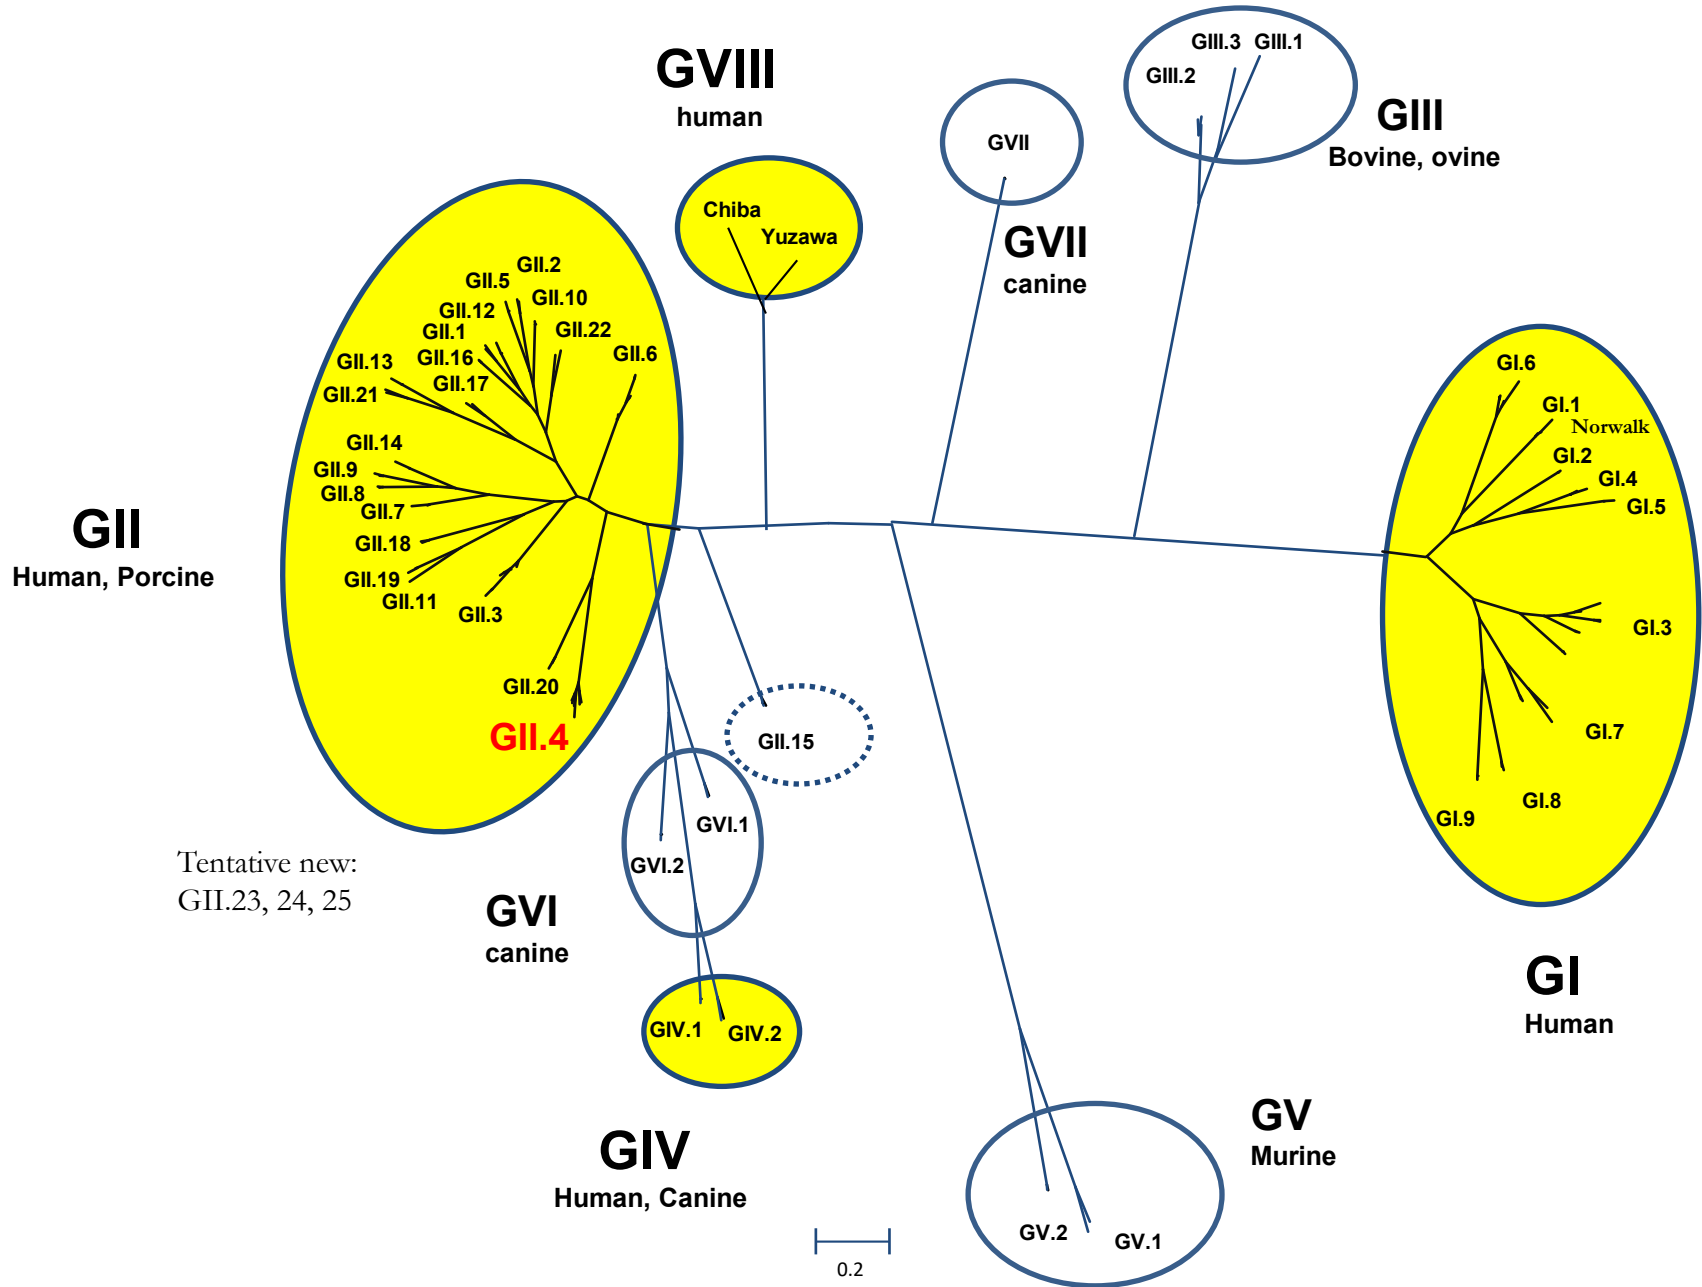 GIII.3 GIII.1
GIII.2
GVIII
human
GIII
Bovine, ovine
GVII
Chiba
Yuzawa
GVII
canine
GII.2
GII.5
GII.10
GII.12
GII.1
GII.22
GII.16
GII.6
GII.13
GII.17
GII.21
GII.14
GII.9
GII.8
GII.7
GII.18
GII.19
GII.11
GII.3
GII.20
GII.4
GII
Human, Porcine
GI.6
GI.1
Norwalk
GI.2
GI.4
GI.5
GI.3
GI.7
GI.8
GI.9
GII.15
GVI.1
GVI.2
Tentative new:
GII.23, 24, 25
GVI
canine
GI
Human
GIV.1
GIV.2
GIV
Human, Canine
GV
Murine
GV.2
GV.1
0.2